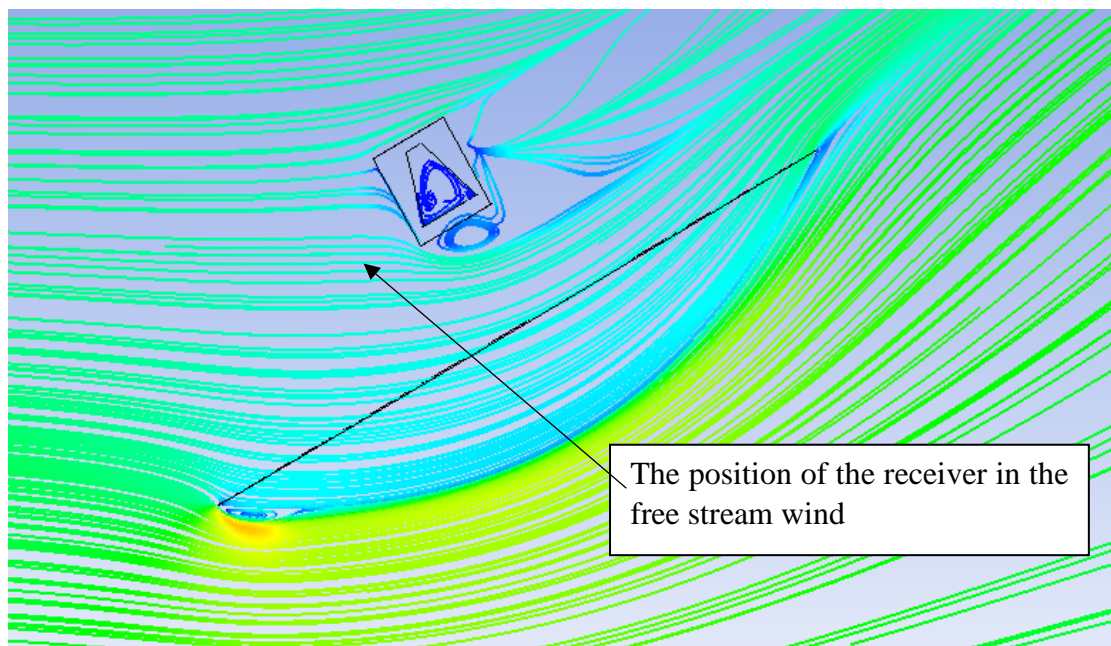 The position of the receiver in the
free stream wind